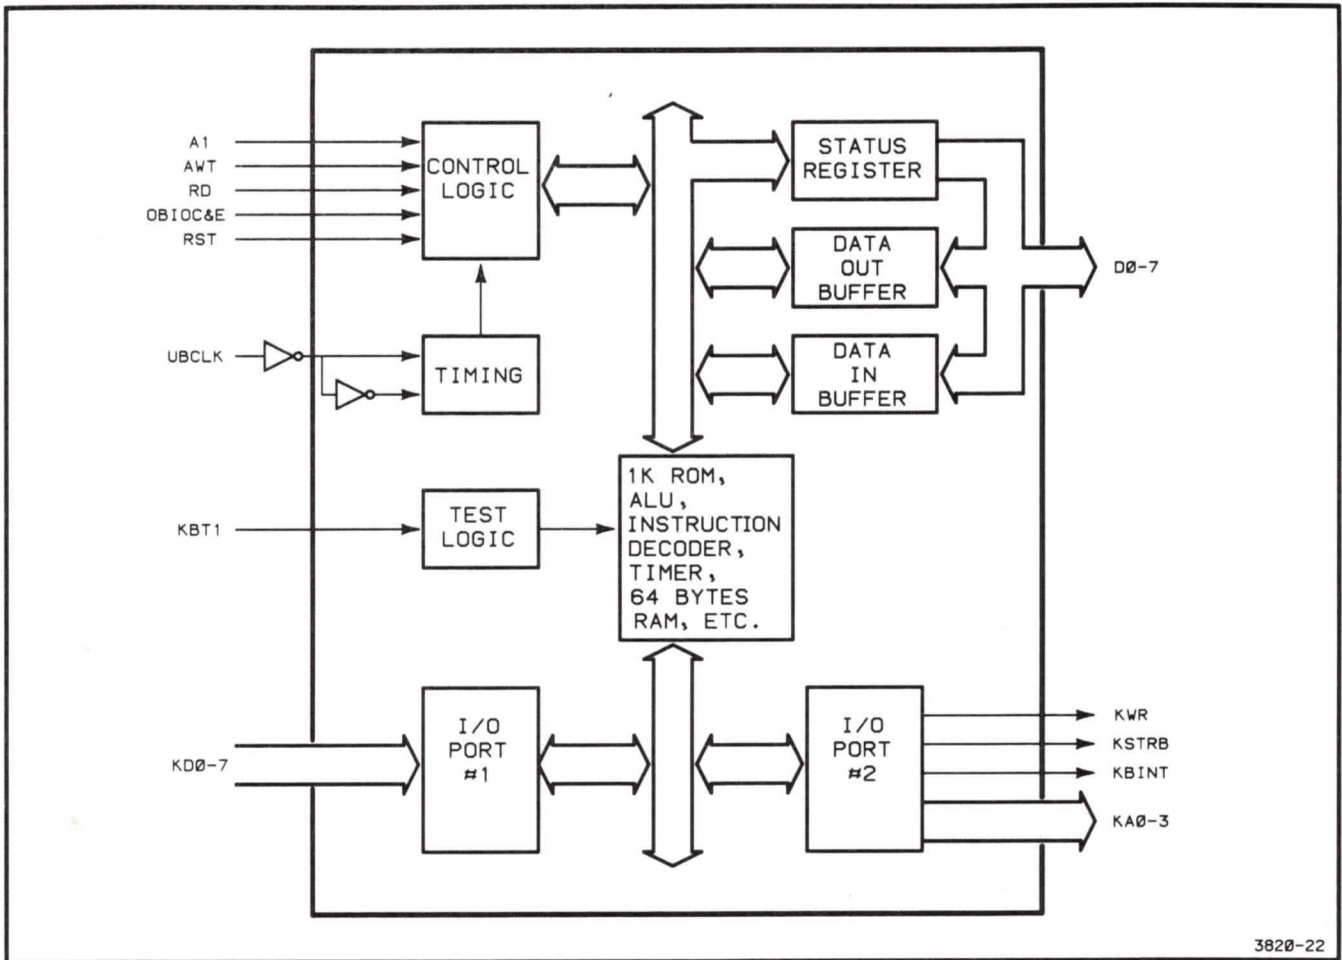 A1
AWT
RD
OBIOC&E
RST
CONTROL
LOGIC
STATUS
REGISTER
DATA
OUT
BUFFER
D0-7
UBCLK
TIMING
DATA
IN
BUFFER
KBT1
TEST
LOGIC
1K ROM,
ALU,
INSTRUCTION
DECODER,
TIMER,
64 BYTES
RAM, ETC.
KD0-7
I/O
PORT
#1
I/O
PORT
#2
KWR
KSTRB
KBINT
KA0-3
3820-22